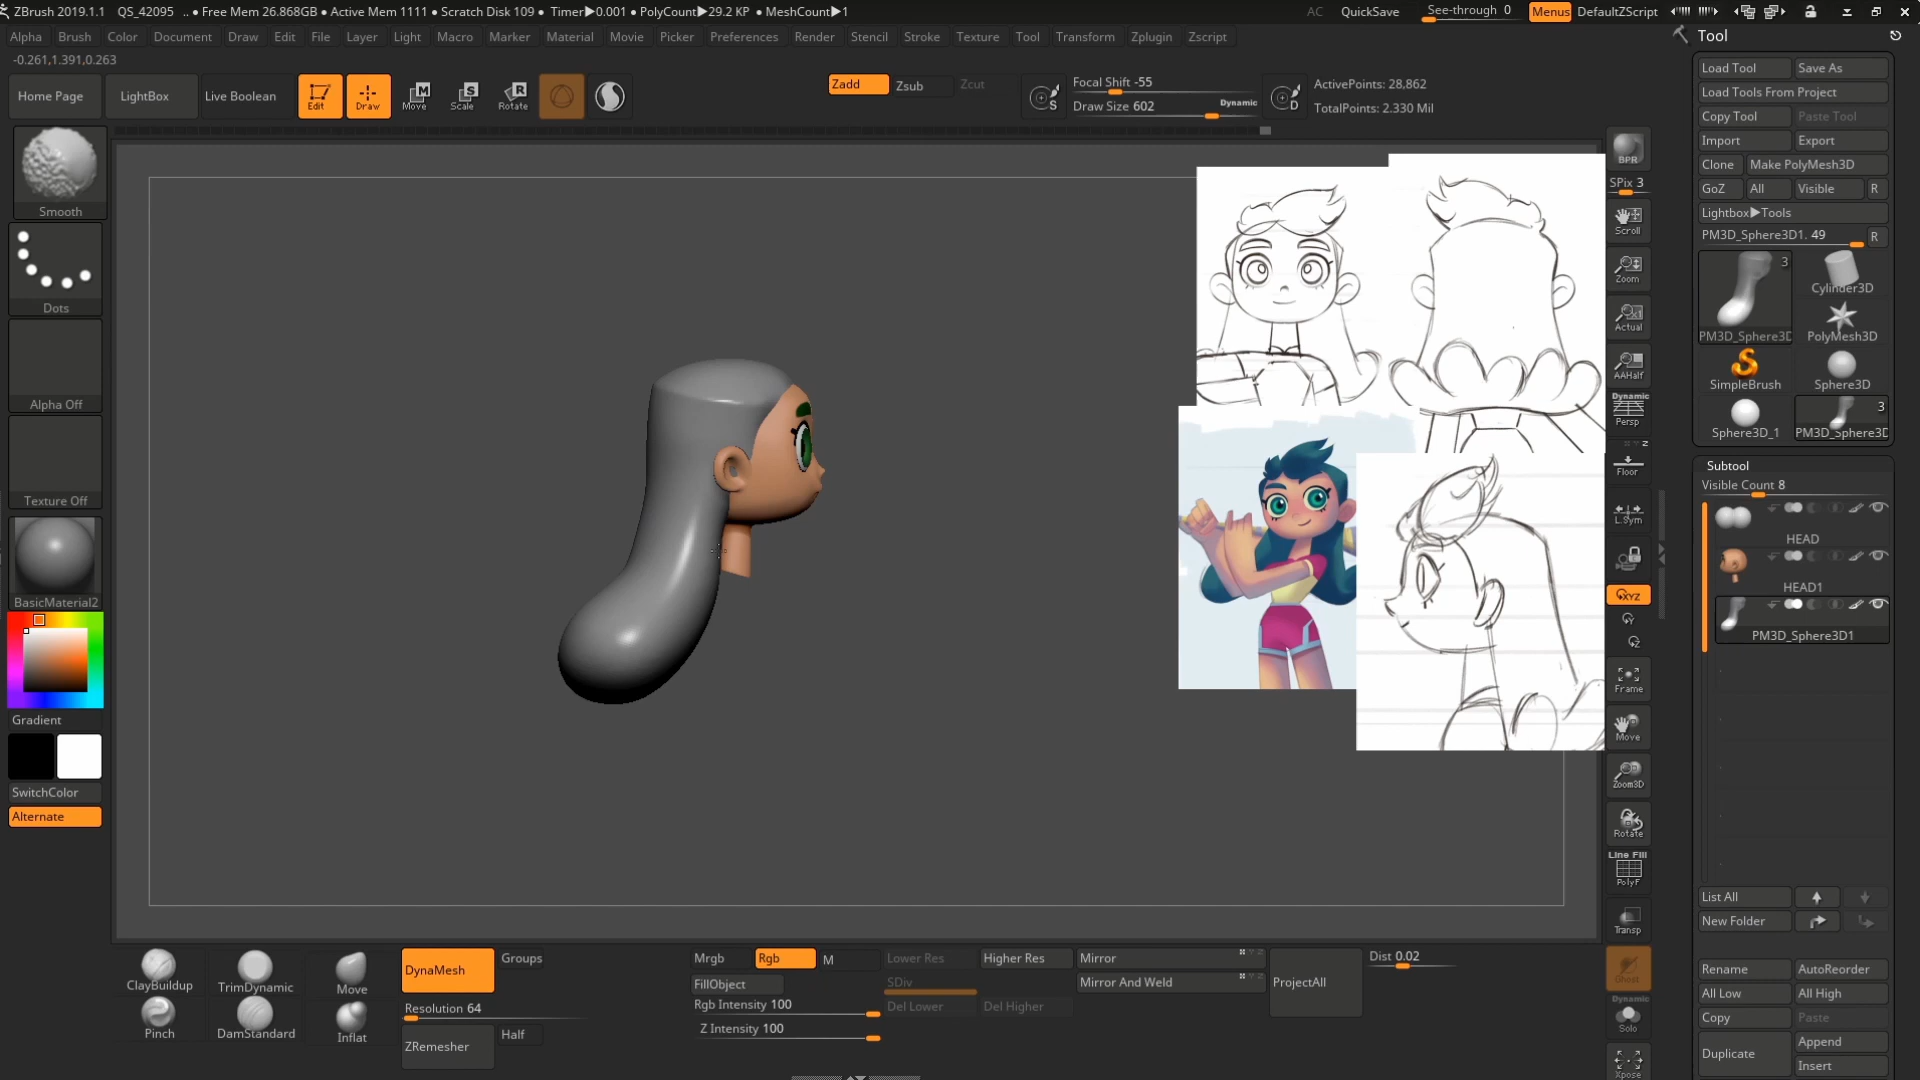 ZBrush 2019.1.1 QS_42095 .. ● Free Mem 26.868GB ● Active Mem 1111 ● Scratch Disk 109 ● Timer▶0.001 ● PolyCount▶29.2 KP ● MeshCount▶1 AC QuickSave See-through 0 Menus DefaultZScript
Alpha Brush Color Document Draw Edit File Layer Light Macro Marker Material Movie Picker Preferences Render Stencil Stroke Texture Tool Transform Zplugin Zscript
-0.261,1.391,0.263
Home Page LightBox Live Boolean Edit Draw Move Scale Rotate
Zadd Zsub Zcut
Focal Shift -55
Draw Size 602 Dynamic
ActivePoints: 28,862
TotalPoints: 2.330 Mil
Smooth
Dots
Alpha Off
Texture Off
BasicMaterial2
Gradient
SwitchColor
Alternate
BPR
SPix 3
Scroll
Zoom
Actual
AAHalf
Dynamic
Persp
Floor
L.Sym
XYZ
Frame
Move
Zoom3D
Rotate
Line Fill
PolyF
Transp
Ghost
Dynamic
Solo
Xpose
Tool
Load Tool Save As
Load Tools From Project
Copy Tool Paste Tool
Import Export
Clone Make PolyMesh3D
GoZ All Visible R
Lightbox▶Tools
PM3D_Sphere3D1. 49 R
3
PM3D_Sphere3D Cylinder3D
PolyMesh3D
SimpleBrush Sphere3D
3
Sphere3D_1 PM3D_Sphere3D
Subtool
Visible Count 8
HEAD
HEAD1
PM3D_Sphere3D1
List All
New Folder
Rename AutoReorder
All Low All High
Copy Paste
Duplicate Append
Insert
ClayBuildup TrimDynamic Move
Pinch DamStandard Inflat
DynaMesh Groups
Resolution 64
ZRemesher Half
Mrgb Rgb M
FillObject
Rgb Intensity 100
Z Intensity 100
Lower Res Higher Res
SDiv
Del Lower Del Higher
Mirror
Mirror And Weld
ProjectAll
Dist 0.02